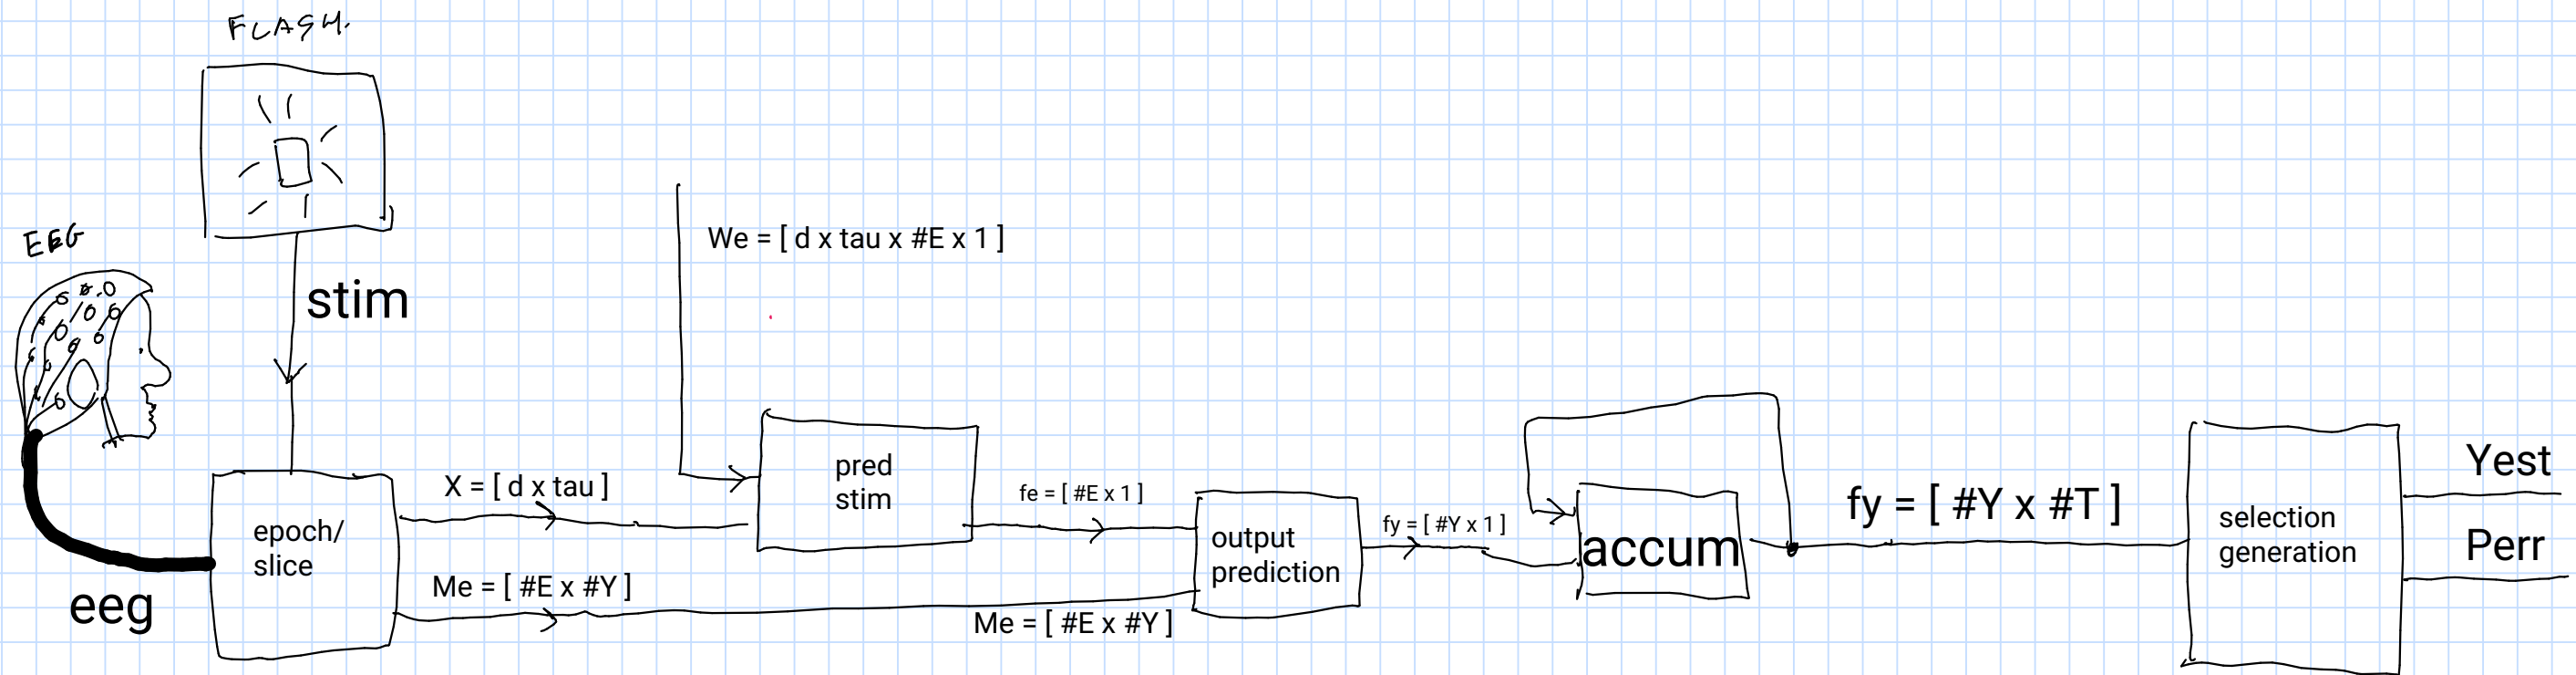 FLASH.
EEG
stim
We = [ d x tau x #E x 1 ]
X = [ d x tau ]
pred
stim
fe = [ #E x 1 ]
epoch/
slice
eeg
Me = [ #E x #Y ]
Me = [ #E x #Y ]
output
prediction
fy = [ #Y x 1 ]
accum
fy = [ #Y x #T ]
selection
generation
Yest
Perr